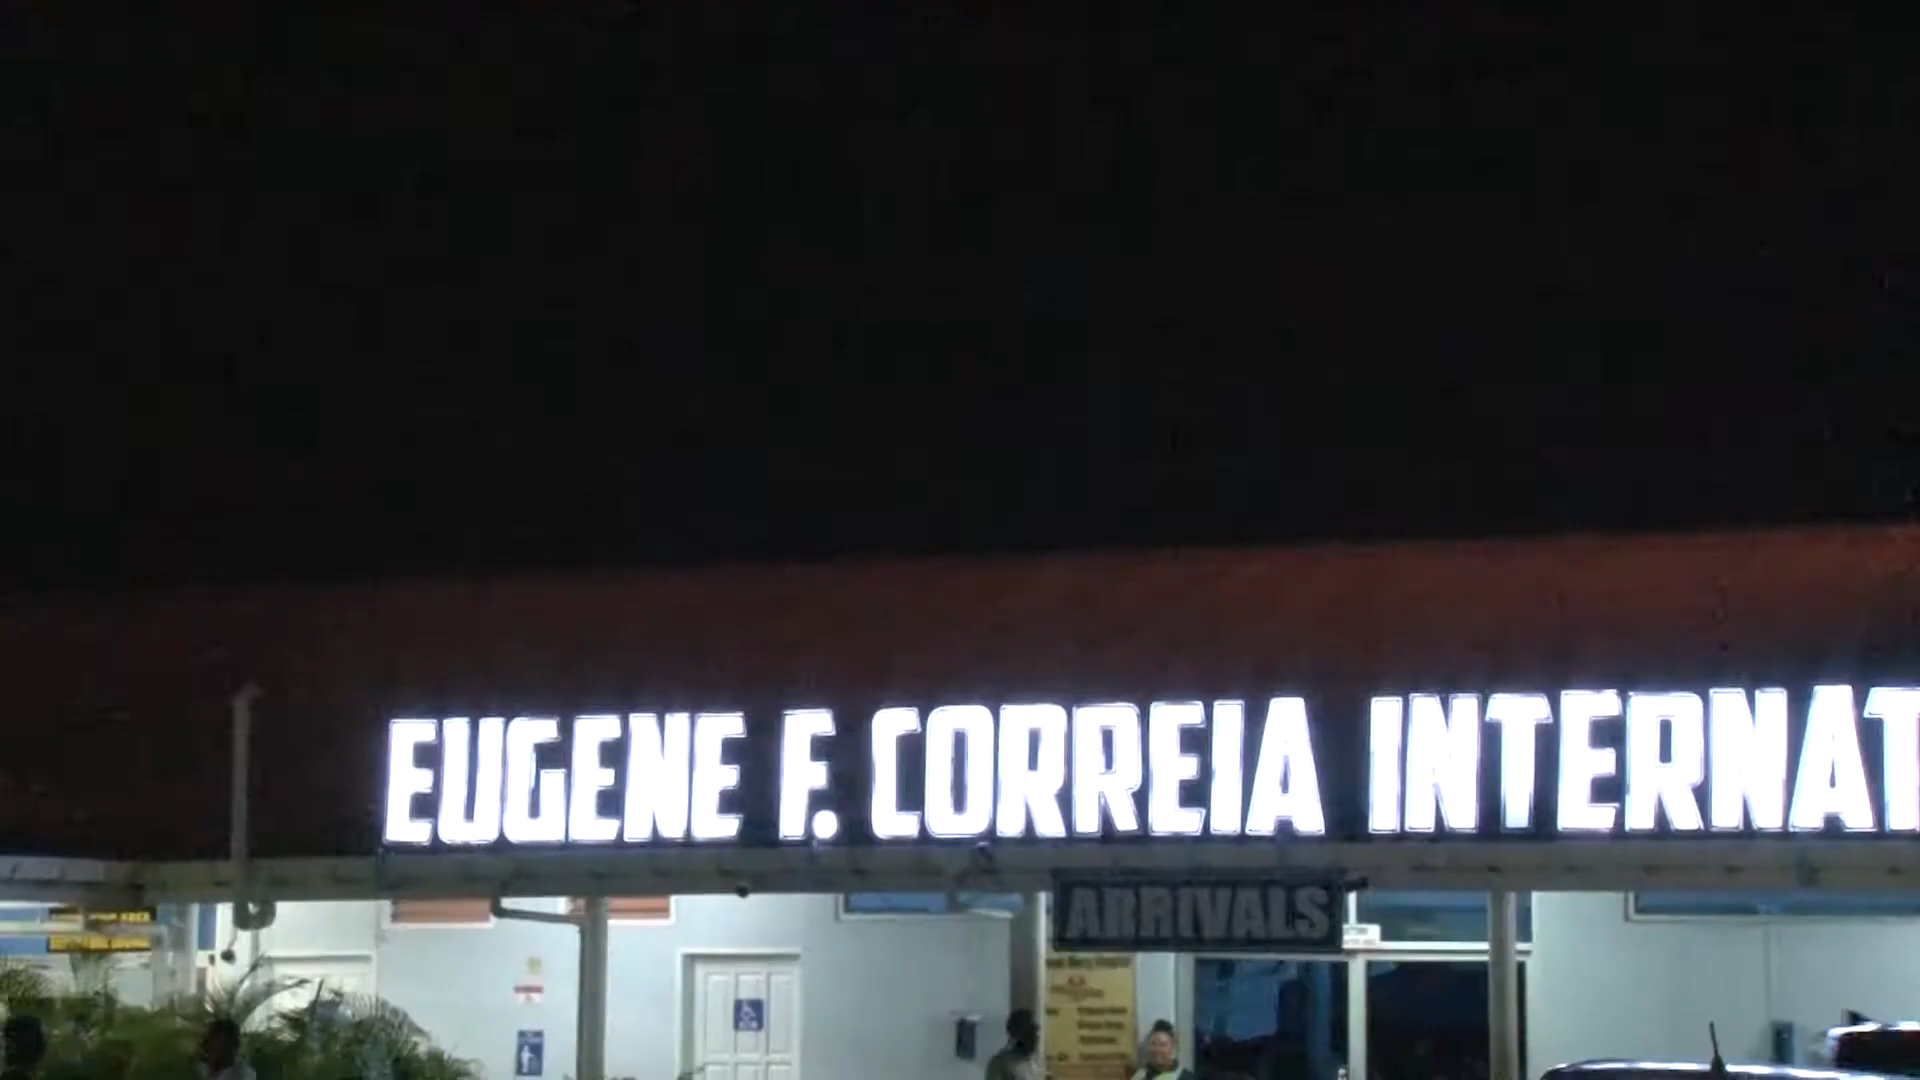 EUGENE F. CORREIA INTERNAT
ARRIVALS